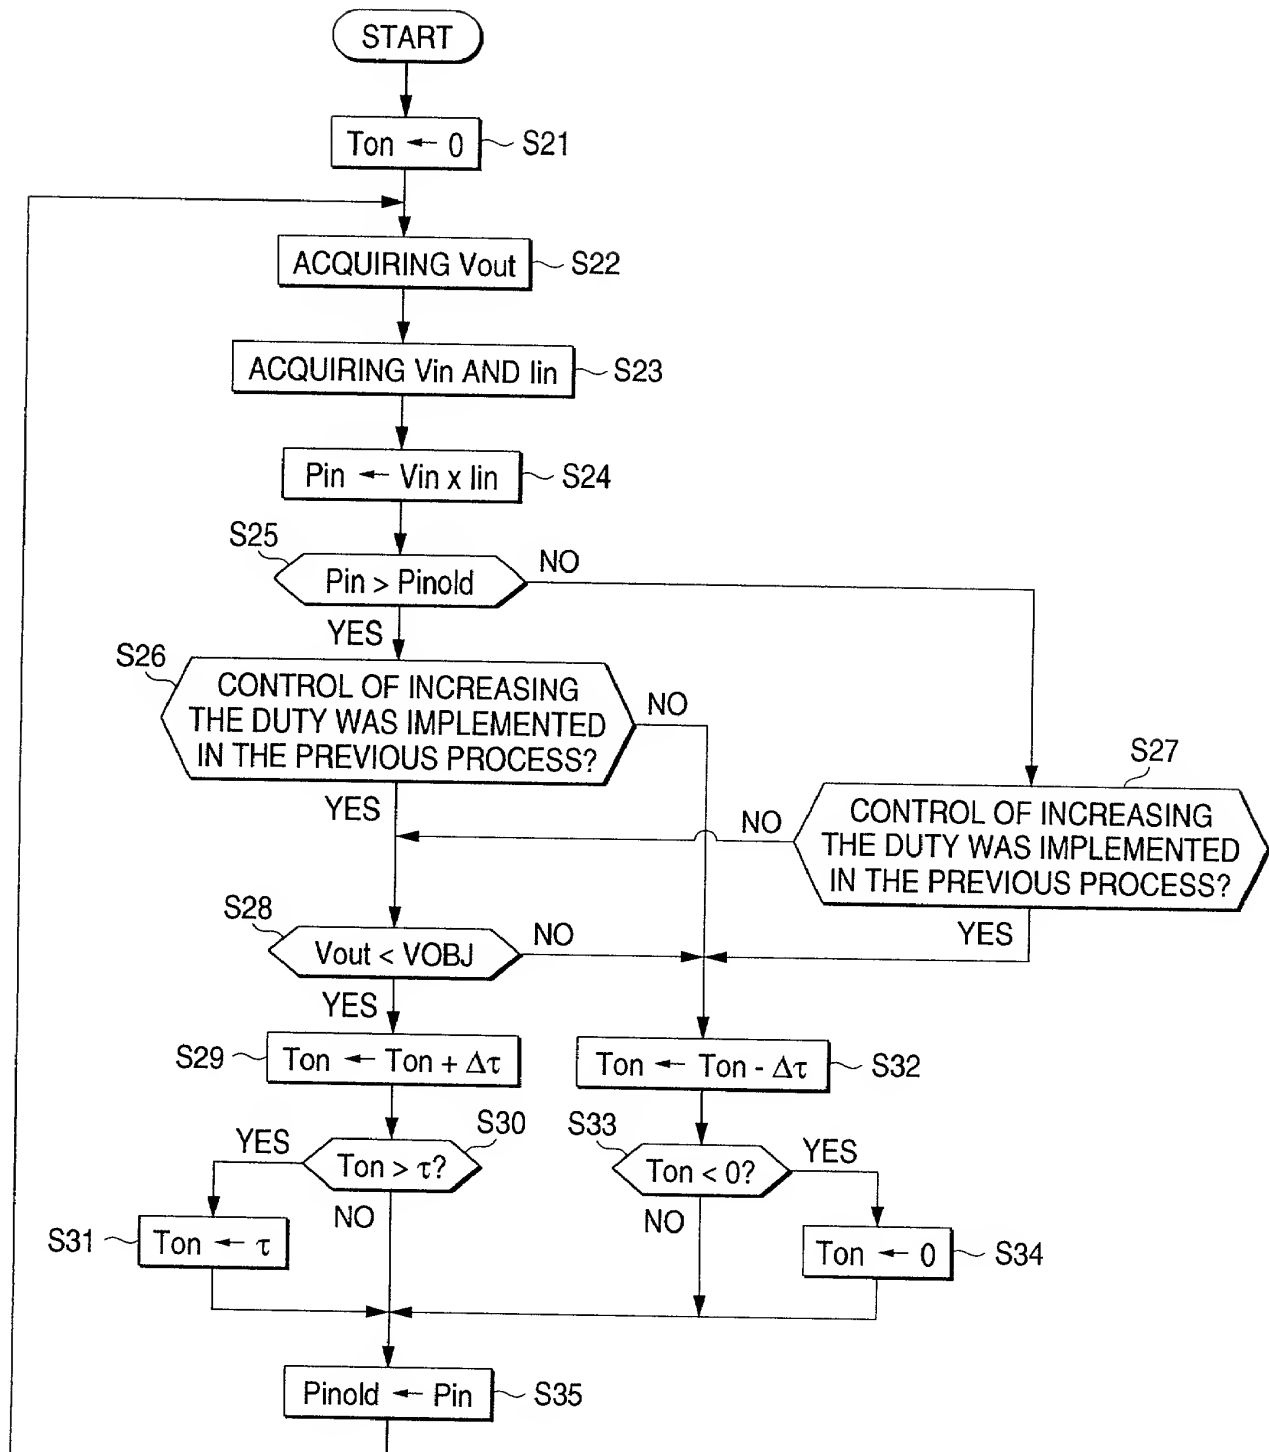 START
Ton ← 0
S21
ACQUIRING Vout
S22
ACQUIRING Vin AND Iin
S23
Pin ← Vin x Iin
S24
S25
Pin > Pinold
NO
YES
S26
CONTROL OF INCREASING
THE DUTY WAS IMPLEMENTED
IN THE PREVIOUS PROCESS?
NO
YES
S27
CONTROL OF INCREASING
THE DUTY WAS IMPLEMENTED
IN THE PREVIOUS PROCESS?
NO
YES
S28
Vout < VOBJ
NO
YES
S29
Ton ← Ton + Δτ
Ton ← Ton - Δτ
S32
S30
Ton > τ?
YES
NO
S33
Ton < 0?
YES
NO
S31
Ton ← τ
Ton ← 0
S34
Pinold ← Pin
S35